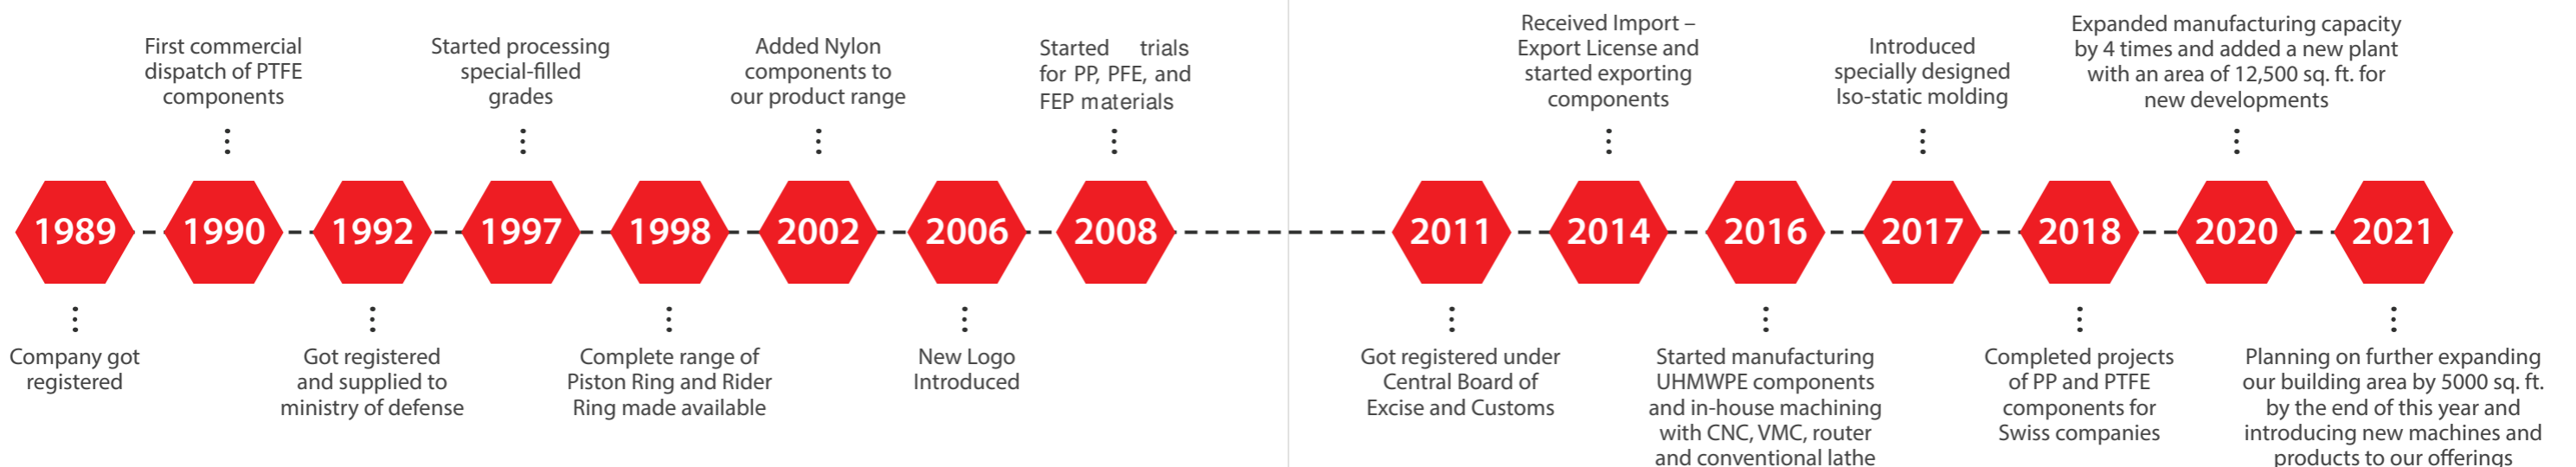 First commercial
dispatch of PTFE
components
Started processing
special-filled
grades
Added Nylon
components to
our product range
Started trials
for PP, PFE, and
FEP materials
Received Import –
Export License and
started exporting
components
Introduced
specially designed
Iso-static molding
Expanded manufacturing capacity
by 4 times and added a new plant
with an area of 12,500 sq. ft. for
new developments
1989
1990
1992
1997
1998
2002
2006
2008
2011
2014
2016
2017
2018
2020
2021
Company got
registered
Got registered
and supplied to
ministry of defense
Complete range of
Piston Ring and Rider
Ring made available
New Logo
Introduced
Got registered under
Central Board of
Excise and Customs
Started manufacturing
UHMWPE components
and in-house machining
with CNC, VMC, router
and conventional lathe
Completed projects
of PP and PTFE
components for
Swiss companies
Planning on further expanding
our building area by 5000 sq. ft.
by the end of this year and
introducing new machines and
products to our offerings